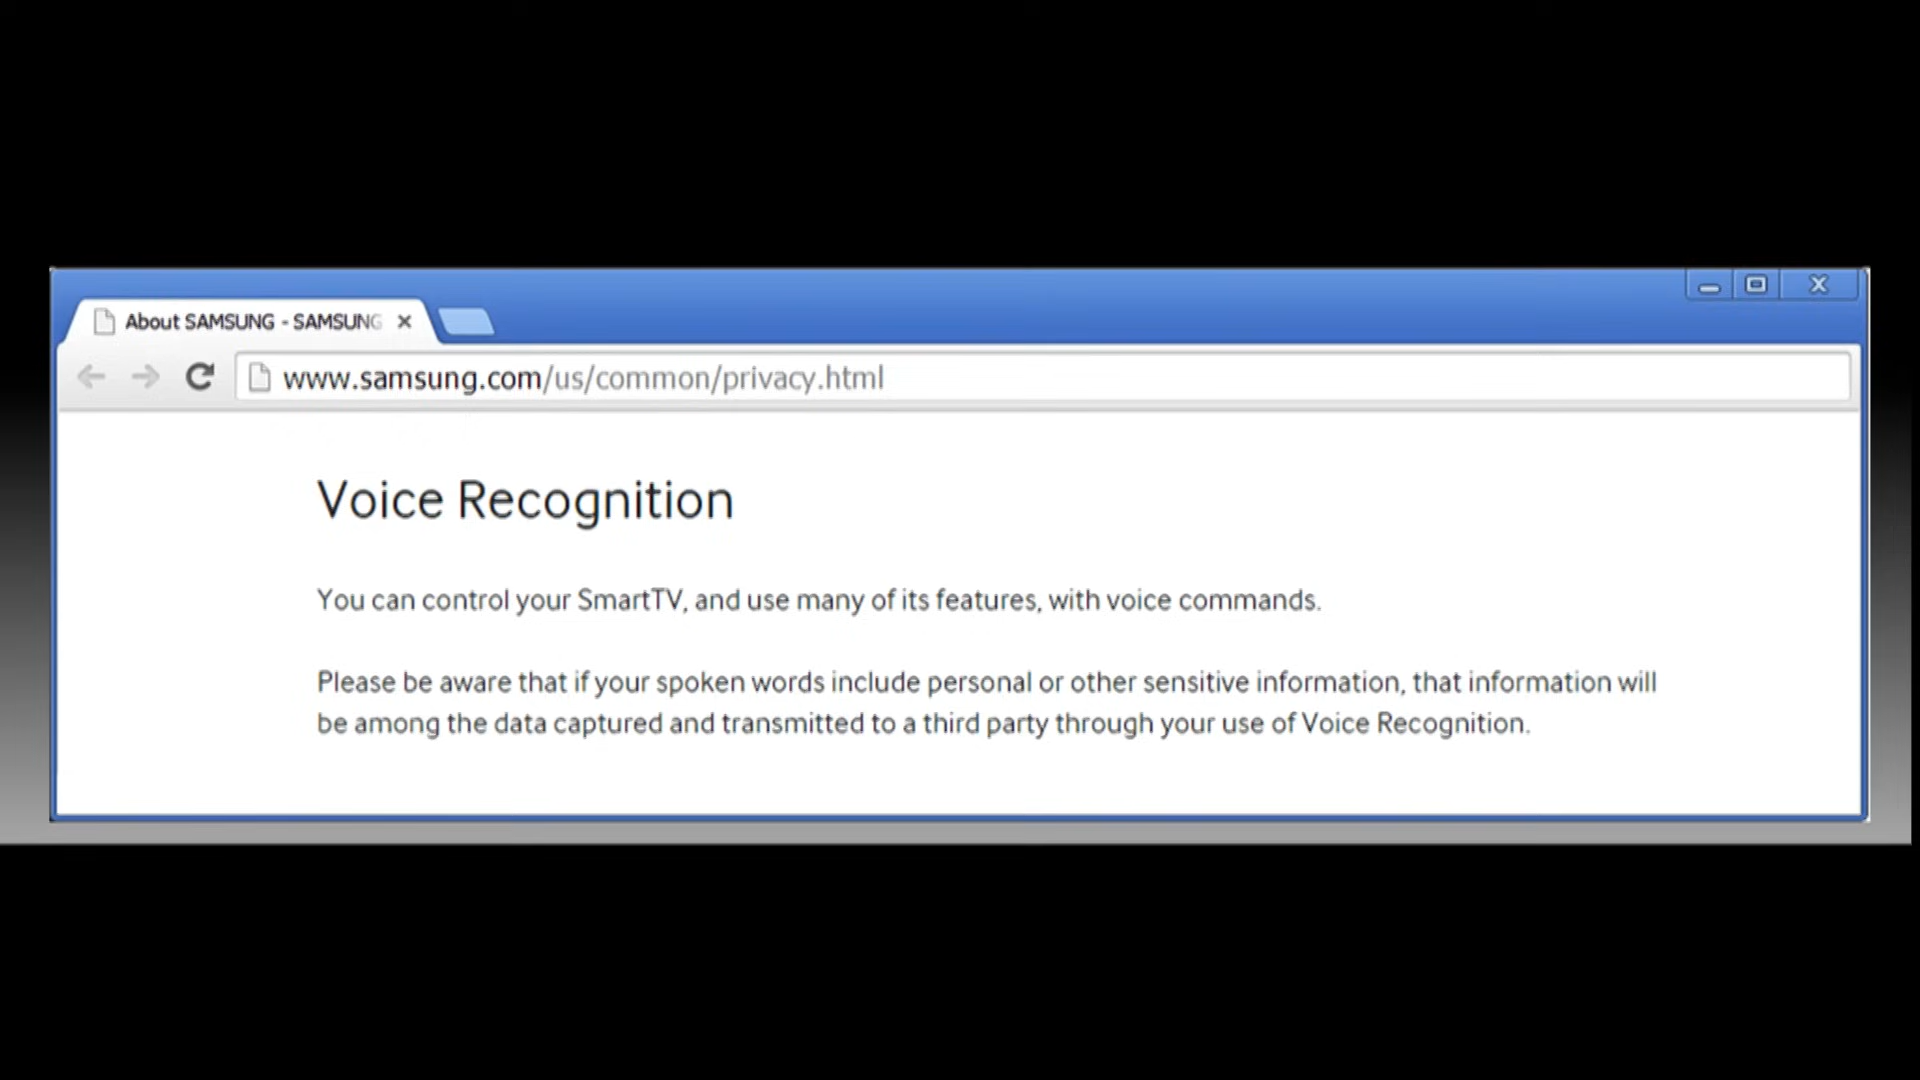 About SAMSUNG - SAMSUNG
www.samsung.com/us/common/privacy.html
Voice Recognition
You can control your SmartTV, and use many of its features, with voice commands.
Please be aware that if your spoken words include personal or other sensitive information, that information will
be among the data captured and transmitted to a third party through your use of Voice Recognition.